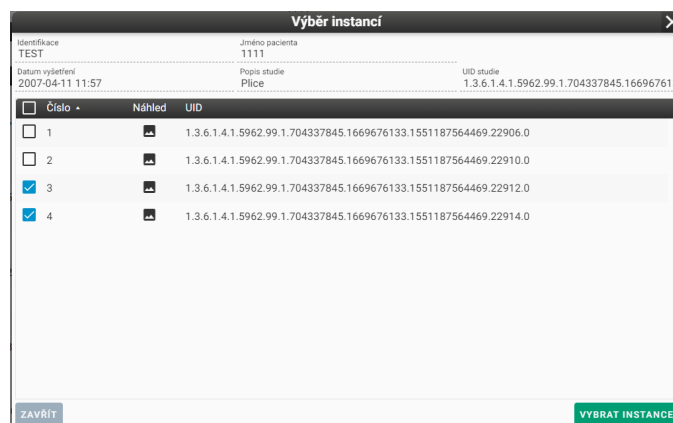 Výběr instancí
Identifikace Jméno pacienta
TEST 1111
Datum vyšetření Popis studie UID studie
2007-04-11 11:57 Plice 1.3.6.1.4.1.5962.99.1.704337845.16696761
Číslo Náhled UID
1 1.3.6.1.4.1.5962.99.1.704337845.1669676133.1551187564469.22906.0
2 1.3.6.1.4.1.5962.99.1.704337845.1669676133.1551187564469.22910.0
3 1.3.6.1.4.1.5962.99.1.704337845.1669676133.1551187564469.22912.0
4 1.3.6.1.4.1.5962.99.1.704337845.1669676133.1551187564469.22914.0
ZAVŘÍT VYBRAT INSTANCE